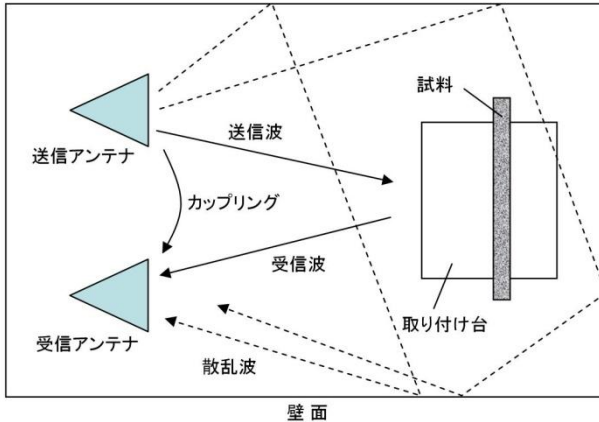 試料
送信波
送信アンテナ
カップリング
受信波
取り付け台
受信アンテナ
散乱波
壁 面